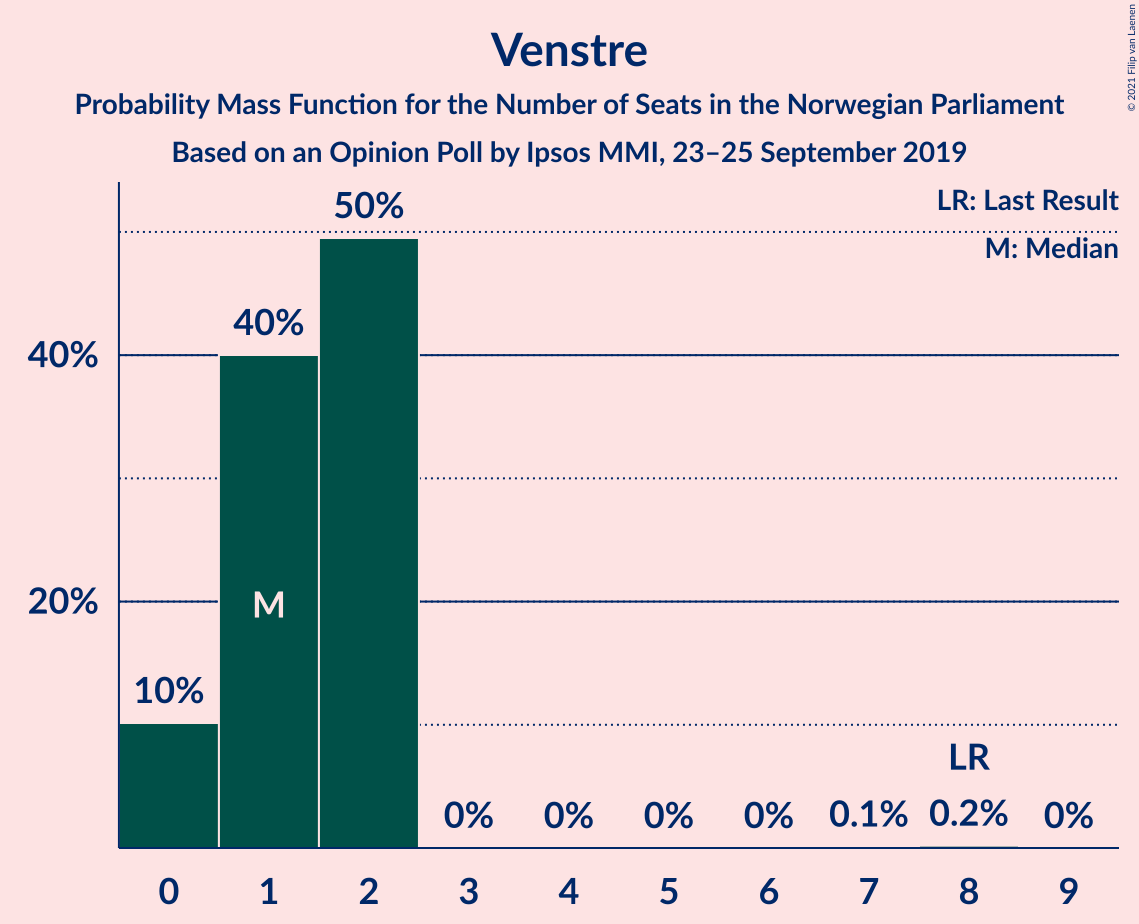 Venstre
Probability Mass Function for the Number of Seats in the Norwegian Parliament
Based on an Opinion Poll by Ipsos MMI, 23–25 September 2019
© 2021 Filip van Laenen
LR: Last Result
M: Median
50%
40%
40%
20%
M
10%
LR
0%
0%
0%
0%
0.1%
0.2%
0%
0
1
2
3
4
5
6
7
8
9